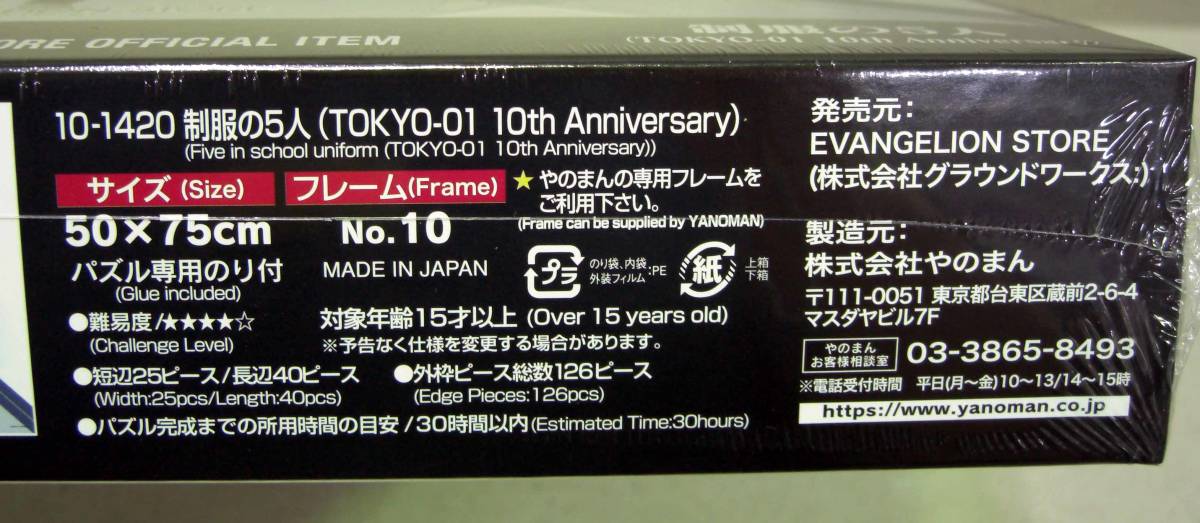 ORE OFFICIAL ITEM
制服の5人
(TOKYO-01 10th Anniversary)
10-1420 制服の5人(TOKYO-01 10th Anniversary)
(Five in school uniform (TOKYO-01 10th Anniversary))
サイズ (Size)
50×75cm
パズル専用のり付
(Glue included)
フレーム(Frame)
No.10
MADE IN JAPAN
★やのまんの専用フレームを
ご利用下さい。
(Frame can be supplied by YANOMAN)
プラ
のり袋、内袋、
外装フィルム:PE
紙
上箱
下箱
●難易度/★★★★☆
(Challenge Level)
対象年齢15才以上 (Over 15 years old)
※予告なく仕様を変更する場合があります。
●短辺25ピース/長辺40ピース
(Width:25pcs/Length:40pcs)
●外枠ピース総数126ピース
(Edge Pieces:126pcs)
●パズル完成までの所用時間の目安/30時間以内(Estimated Time:30hours)
発売元:
EVANGELION STORE
(株式会社グラウンドワークス:)
製造元:
株式会社やのまん
〒111-0051 東京都台東区蔵前2-6-4
マスダヤビル7F
やのまん
お客様相談室
03-3865-8493
※電話受付時間 平日(月~金)10~13/14~15時
https://www.yanoman.co.jp